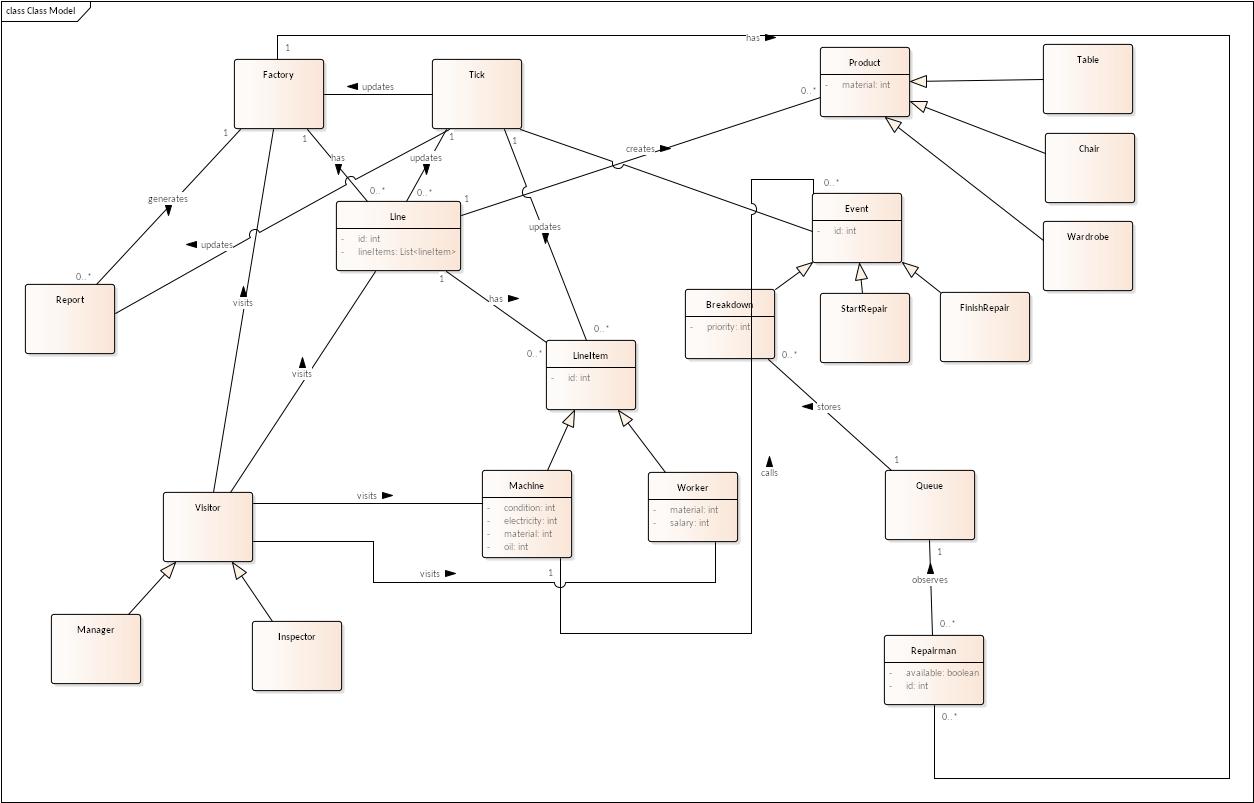 class Class Model
has
1
Factory
Tick
updates
Product
- material: int
Table
0..*
1
1
has
updates
1
1
creates
Chair
generates
0..*
0..*
1
Line
- id: int
- lineItems: List<lineItem>
updates
updates
0..*
Event
- id: int
Wardrobe
0..*
Report
visits
1
has
0..*
0..*
LineItem
- id: int
Breakdown
- priority: int
StartRepair
FinishRepair
0..*
visits
stores
1
calls
Machine
- condition: int
- electricity: int
- material: int
- oil: int
Worker
- material: int
- salary: int
Queue
1
visits
Visitor
visits
1
observes
0..*
Manager
Inspector
Repairman
- available: boolean
- id: int
0..*